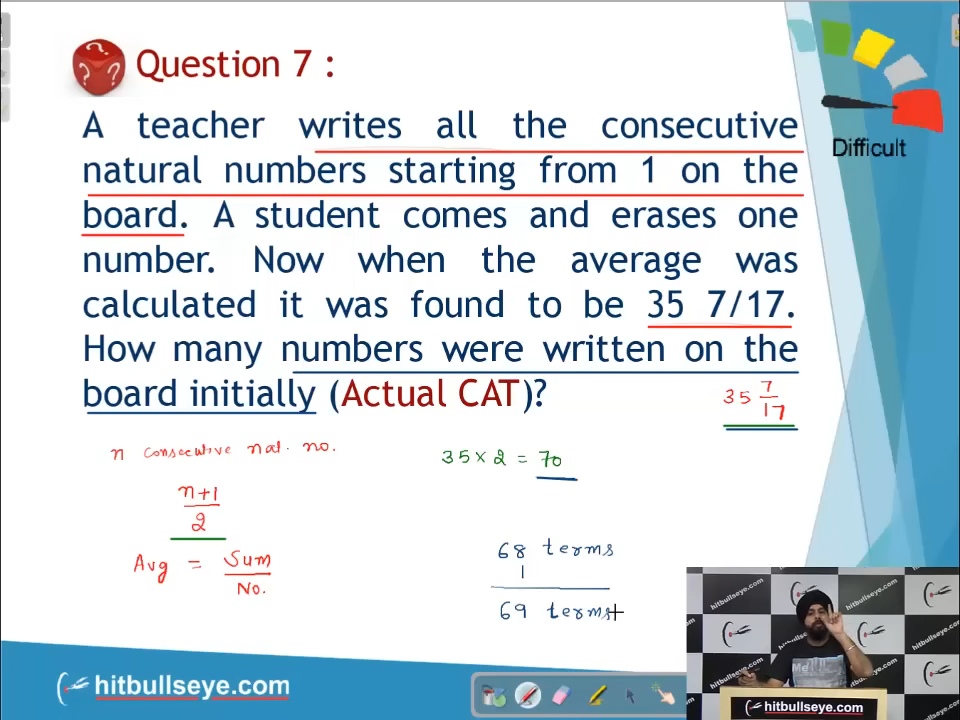 Question 7 :
A teacher writes all the consecutive
natural numbers starting from 1 on the
board. A student comes and erases one
number. Now when the average was
calculated it was found to be 35 7/17.
How many numbers were written on the
board initially (Actual CAT)?
Difficult
35 7/17
n consecutive nat. no.
n+1
2
Avg = Sum
No.
35 × 2 = 70
68 terms
1
69 terms
hitbullseye.com
hitbullseye.com